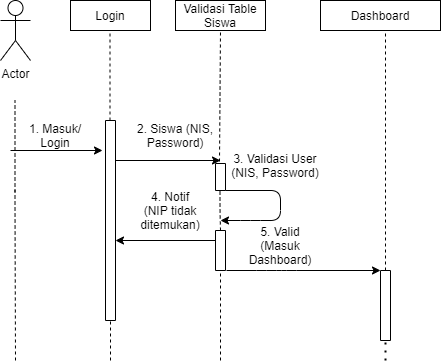 Login
Validasi Table
Siswa
Dashboard
Actor
1. Masuk/
Login
2. Siswa (NIS,
Password)
3. Validasi User
(NIS, Password)
4. Notif
(NIP tidak
ditemukan)
5. Valid
(Masuk
Dashboard)